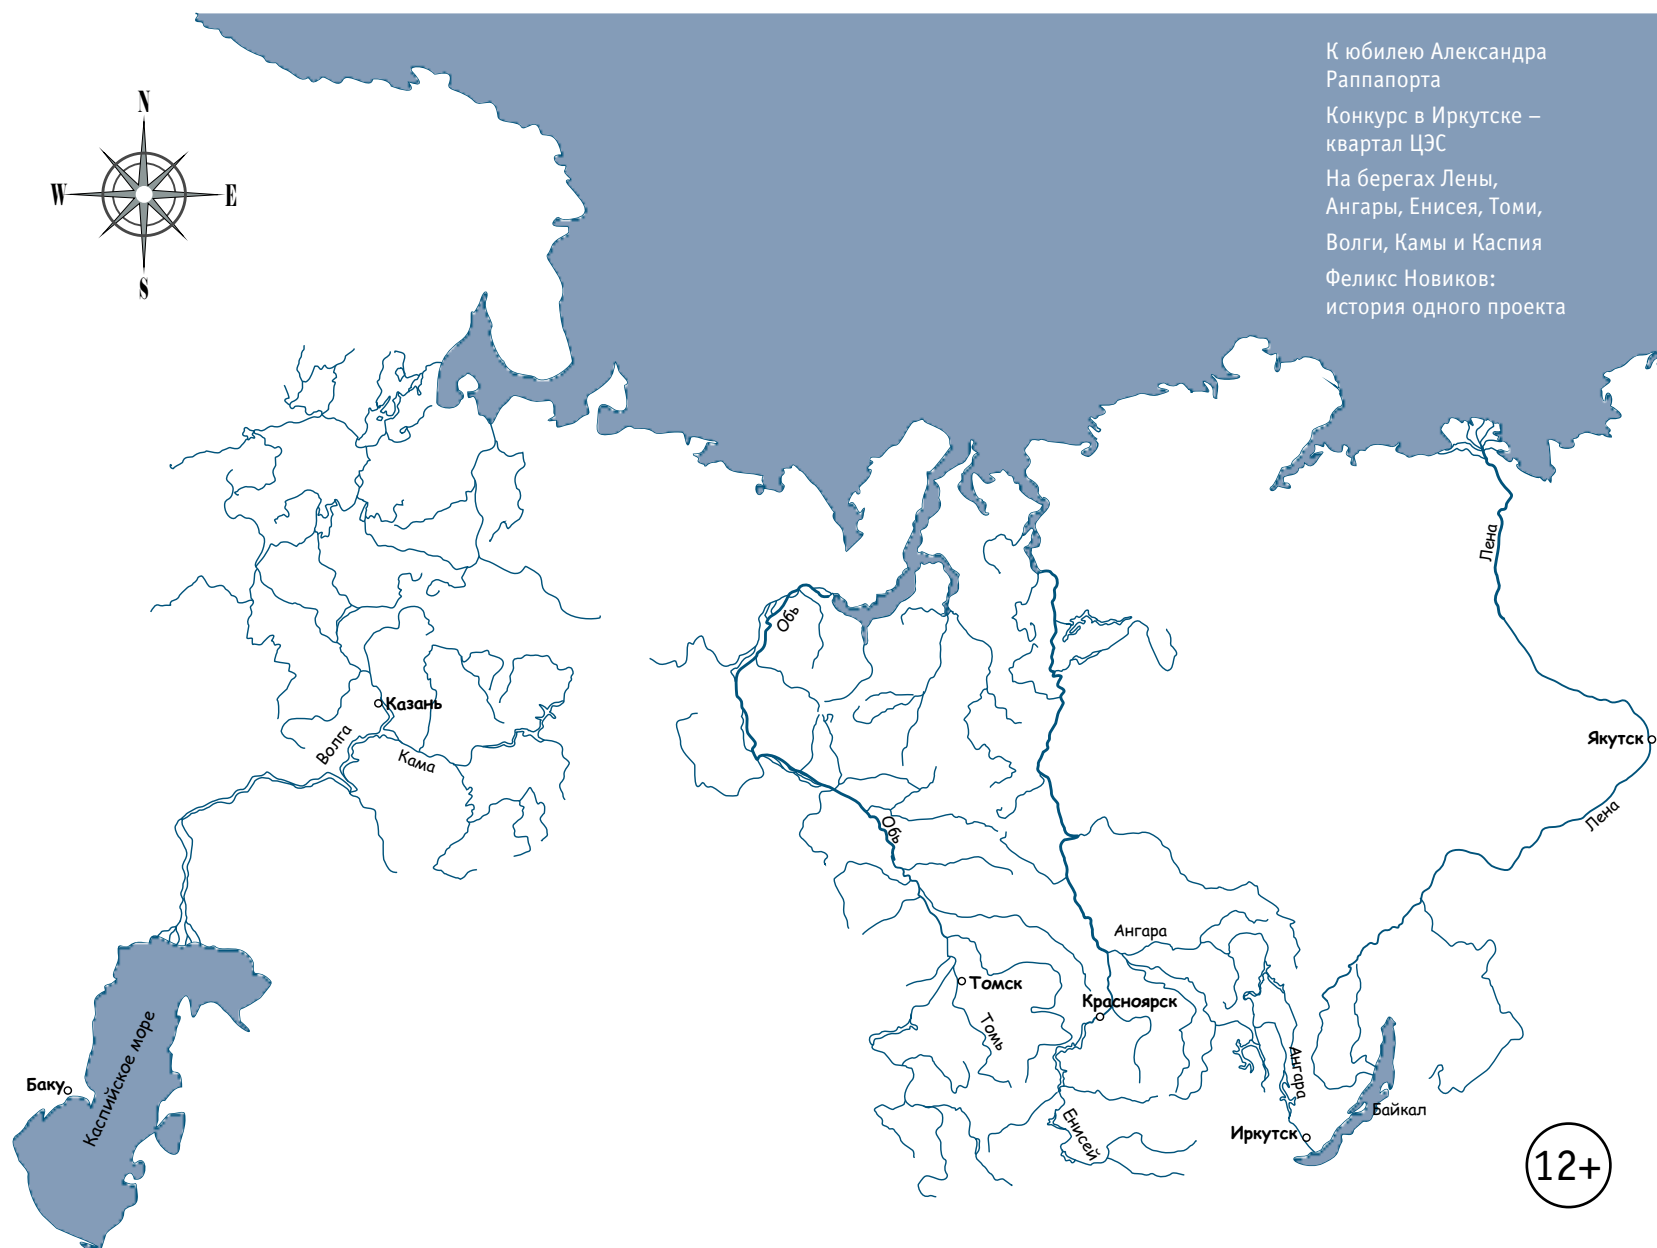 К юбилею Александра
Раппапорта
Конкурс в Иркутске –
квартал ЦЭС
На берегах Лены,
Ангары, Енисея, Томи,
Волги, Камы и Каспия
Феликс Новиков:
история одного проекта
N
W
E
S
Лена
Обь
Казань
Волга
Кама
Якутск
Лена
Обь
Ангара
Томск
Красноярск
Томь
Каспийское море
Баку
Ангара
Байкал
Енисей
Иркутск
12+